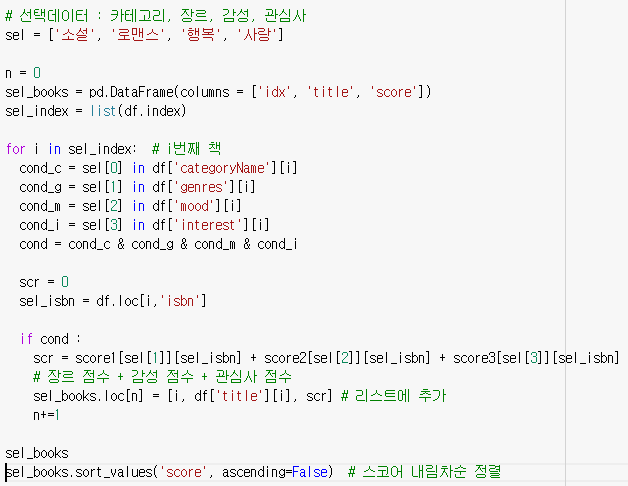 # 선택데이터 : 카테고리, 장르, 감성, 관심사
sel = ['소설', '로맨스', '행복', '사랑']
n = 0
sel_books = pd.DataFrame(columns = ['idx', 'title', 'score'])
sel_index = list(df.index)
for i in sel_index:  # i번째 책
  cond_c = sel[0] in df['categoryName'][i]
  cond_g = sel[1] in df['genres'][i]
  cond_m = sel[2] in df['mood'][i]
  cond_i = sel[3] in df['interest'][i]
  cond = cond_c & cond_g & cond_m & cond_i
  scr = 0
  sel_isbn = df.loc[i,'isbn']
  if cond :
    scr = score1[sel[1]][sel_isbn] + score2[sel[2]][sel_isbn] + score3[sel[3]][sel_isbn]
    # 장르 점수 + 감성 점수 + 관심사 점수
    sel_books.loc[n] = [i, df['title'][i], scr] # 리스트에 추가
    n+=1
sel_books
sel_books.sort_values('score', ascending=False)  # 스코어 내림차순 정렬